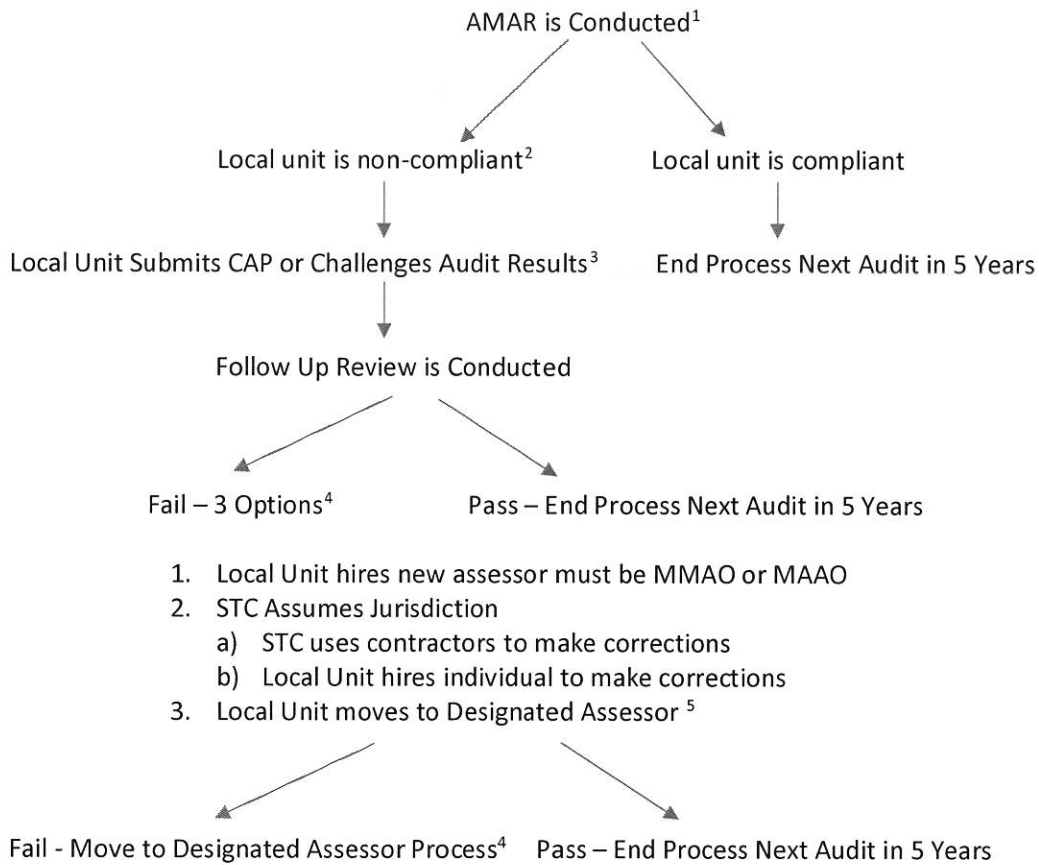 AMAR is Conducted¹
Local unit is non-compliant²
Local unit is compliant
Local Unit Submits CAP or Challenges Audit Results³
End Process Next Audit in 5 Years
Follow Up Review is Conducted
Fail – 3 Options⁴
Pass – End Process Next Audit in 5 Years
1. Local Unit hires new assessor must be MMAO or MAAO
2. STC Assumes Jurisdiction
a) STC uses contractors to make corrections
b) Local Unit hires individual to make corrections
3. Local Unit moves to Designated Assessor ⁵
Fail - Move to Designated Assessor Process⁴
Pass – End Process Next Audit in 5 Years